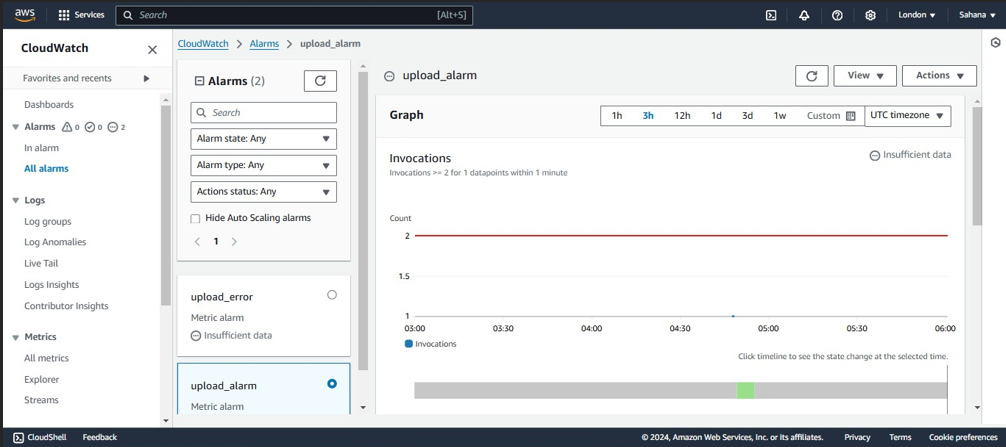 aws Services Search [Alt+S] London Sahana
CloudWatch
Favorites and recents
Dashboards
Alarms 0 0 2
In alarm
All alarms
Logs
Log groups
Log Anomalies
Live Tail
Logs Insights
Contributor Insights
Metrics
All metrics
Explorer
Streams
CloudWatch > Alarms > upload_alarm
Alarms (2)
Search
Alarm state: Any
Alarm type: Any
Actions status: Any
Hide Auto Scaling alarms
< 1 >
upload_error
Metric alarm
Insufficient data
upload_alarm
Metric alarm
upload_alarm
View Actions
Graph 1h 3h 12h 1d 3d 1w Custom UTC timezone
Invocations
Insufficient data
Invocations >= 2 for 1 datapoints within 1 minute
Count
2
1.5
1
03:00 03:30 04:00 04:30 05:00 05:30 06:00
Invocations
Click timeline to see the state change at the selected time.
CloudShell Feedback © 2024, Amazon Web Services, Inc. or its affiliates. Privacy Terms Cookie preferences